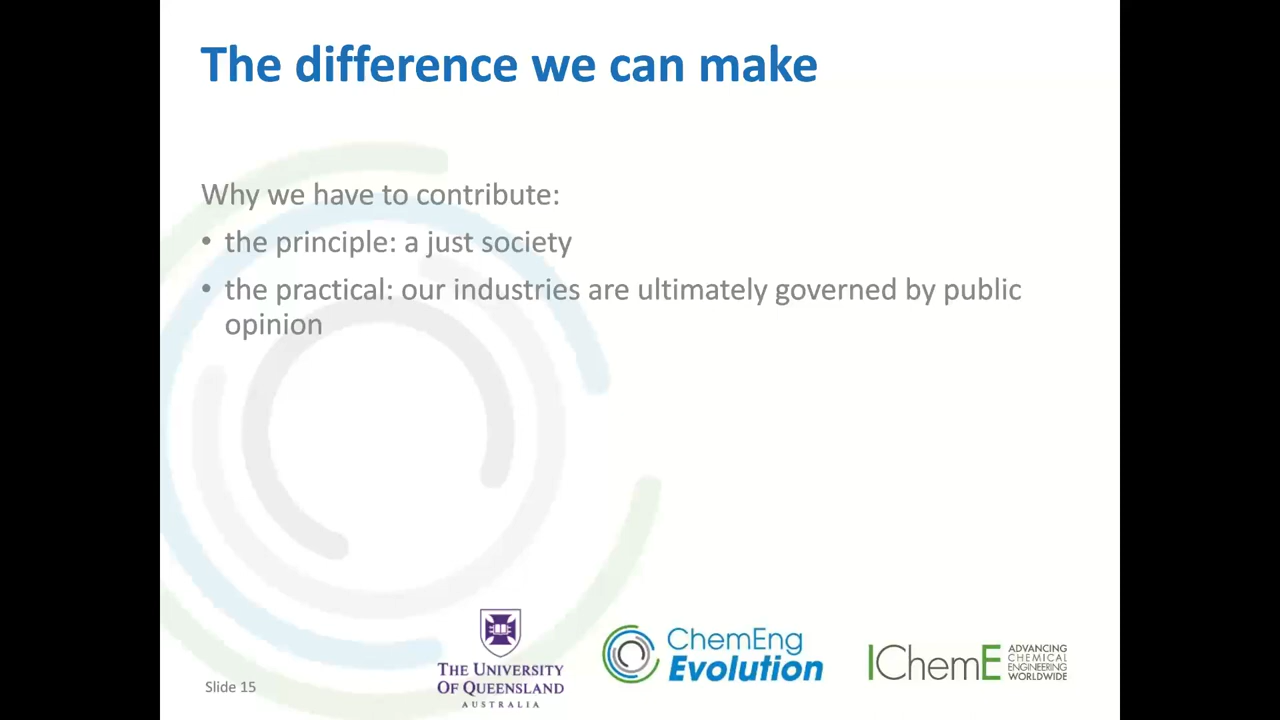 The difference we can make
Why we have to contribute:
• the principle: a just society
• the practical: our industries are ultimately governed by public
opinion
Slide 15
THE UNIVERSITY
OF QUEENSLAND
AUSTRALIA
ChemEng
Evolution
IChemE
ADVANCING
CHEMICAL
ENGINEERING
WORLDWIDE